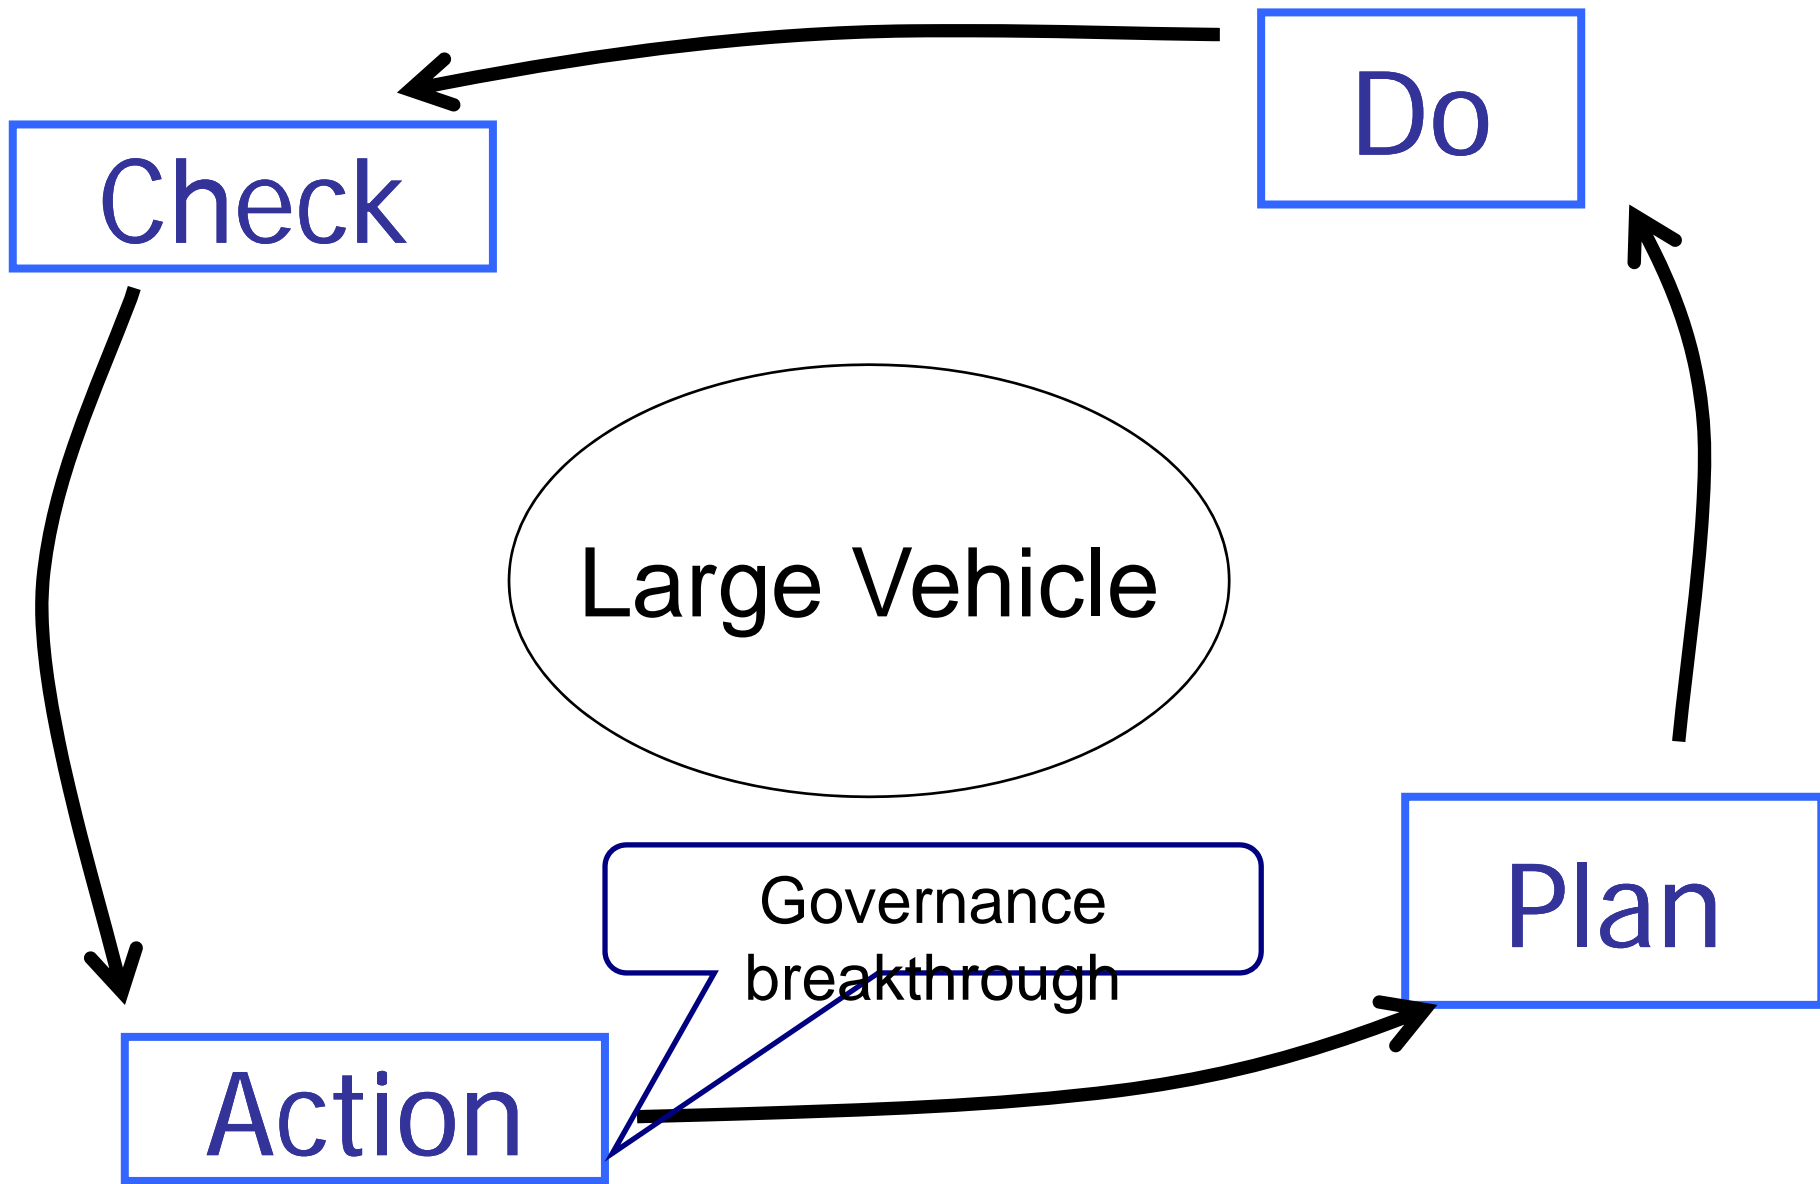 Do
Check
Large Vehicle
Governance
breakthrough
Plan
Action